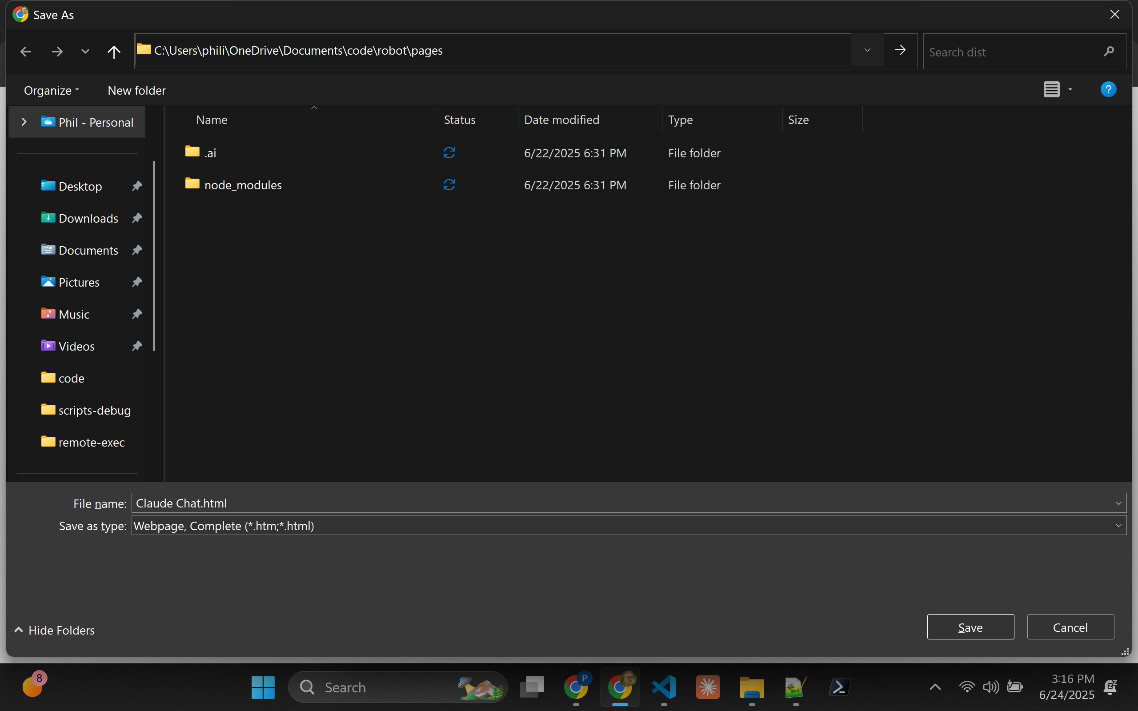 Save As
C:\Users\phili\OneDrive\Documents\code\robot\pages
Search dist
Organize
New folder
?
Phil - Personal
Desktop
Downloads
Documents
Pictures
Music
Videos
code
scripts-debug
remote-exec
Name Status Date modified Type Size
.ai 6/22/2025 6:31 PM File folder
node_modules 6/22/2025 6:31 PM File folder
File name: Claude Chat.html
Save as type: Webpage, Complete (*.htm;*.html)
Hide Folders
Save
Cancel
8
Search
P
3:16 PM
6/24/2025